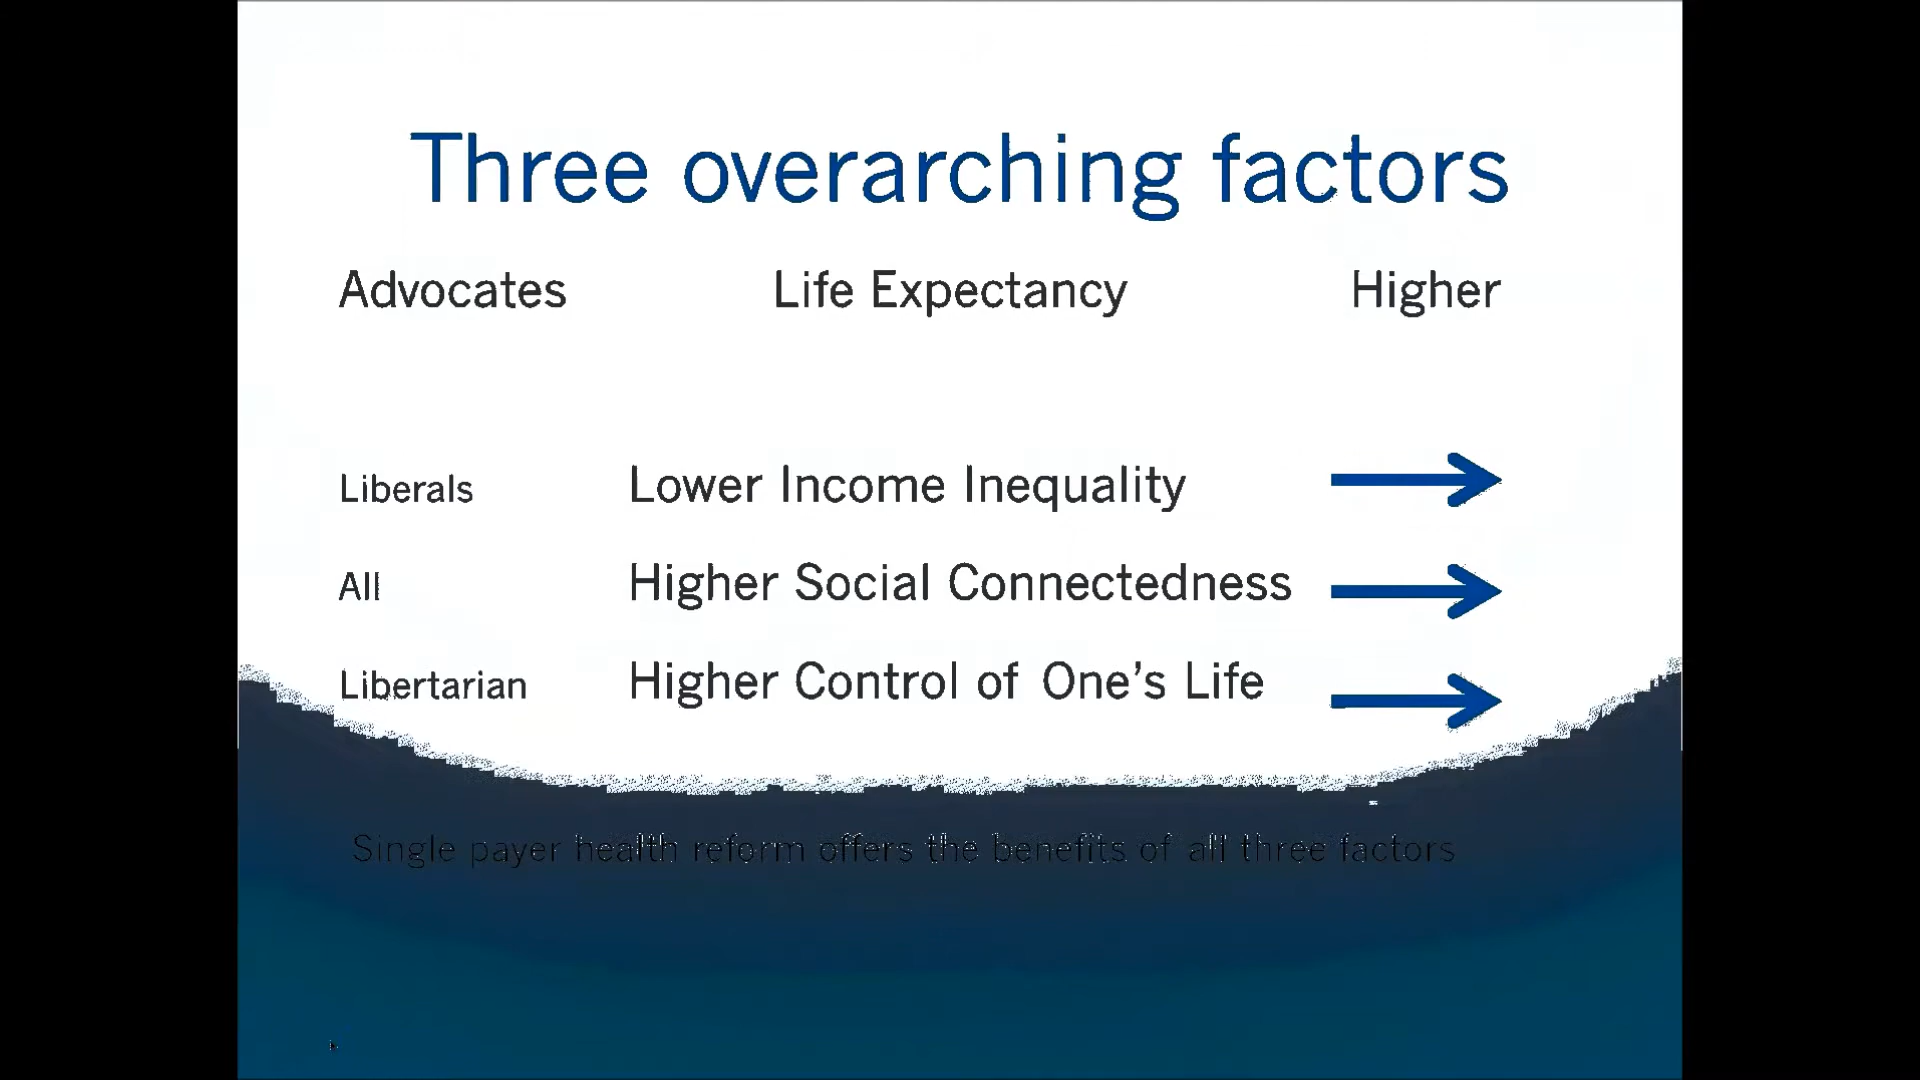 Three overarching factors
Advocates Life Expectancy Higher
Liberals Lower Income Inequality
All Higher Social Connectedness
Libertarian Higher Control of One's Life
Single payer health reform offers the benefits of all three factors